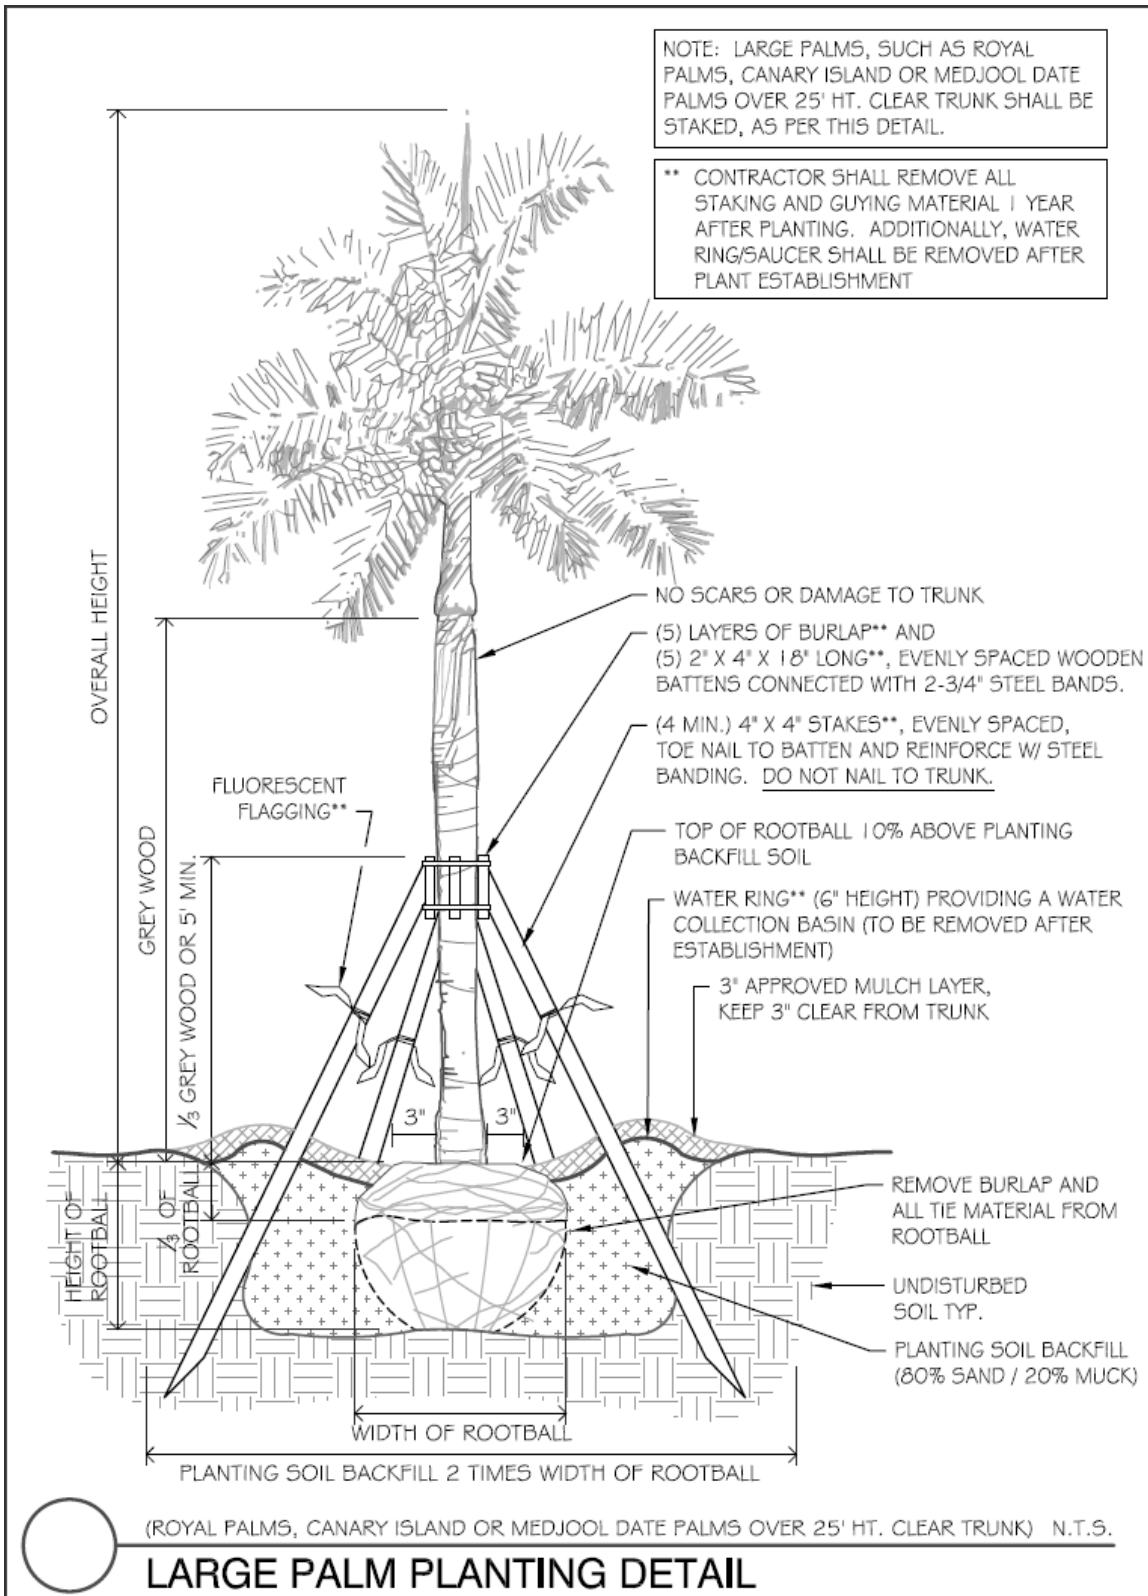 NOTE: LARGE PALMS, SUCH AS ROYAL
PALMS, CANARY ISLAND OR MEDJOOL DATE
PALMS OVER 25' HT. CLEAR TRUNK SHALL BE
STAKED, AS PER THIS DETAIL.
** CONTRACTOR SHALL REMOVE ALL
STAKING AND GUYING MATERIAL 1 YEAR
AFTER PLANTING. ADDITIONALLY, WATER
RING/SAUCER SHALL BE REMOVED AFTER
PLANT ESTABLISHMENT
OVERALL HEIGHT
GREY WOOD
1/3 GREY WOOD OR 5' MIN.
FLUORESCENT
FLAGGING**
NO SCARS OR DAMAGE TO TRUNK
(5) LAYERS OF BURLAP** AND
(5) 2" X 4" X 18" LONG**, EVENLY SPACED WOODEN
BATTENS CONNECTED WITH 2-3/4" STEEL BANDS.
(4 MIN.) 4" X 4" STAKES**, EVENLY SPACED,
TOE NAIL TO BATTEN AND REINFORCE W/ STEEL
BANDING. DO NOT NAIL TO TRUNK.
TOP OF ROOTBALL 10% ABOVE PLANTING
BACKFILL SOIL
WATER RING** (6" HEIGHT) PROVIDING A WATER
COLLECTION BASIN (TO BE REMOVED AFTER
ESTABLISHMENT)
3" APPROVED MULCH LAYER,
KEEP 3" CLEAR FROM TRUNK
3"
3"
HEIGHT OF
ROOTBALL
1/3 OF
ROOTBALL
REMOVE BURLAP AND
ALL TIE MATERIAL FROM
ROOTBALL
UNDISTURBED
SOIL TYP.
PLANTING SOIL BACKFILL
(80% SAND / 20% MUCK)
WIDTH OF ROOTBALL
PLANTING SOIL BACKFILL 2 TIMES WIDTH OF ROOTBALL
(ROYAL PALMS, CANARY ISLAND OR MEDJOOL DATE PALMS OVER 25' HT. CLEAR TRUNK) N.T.S.
LARGE PALM PLANTING DETAIL